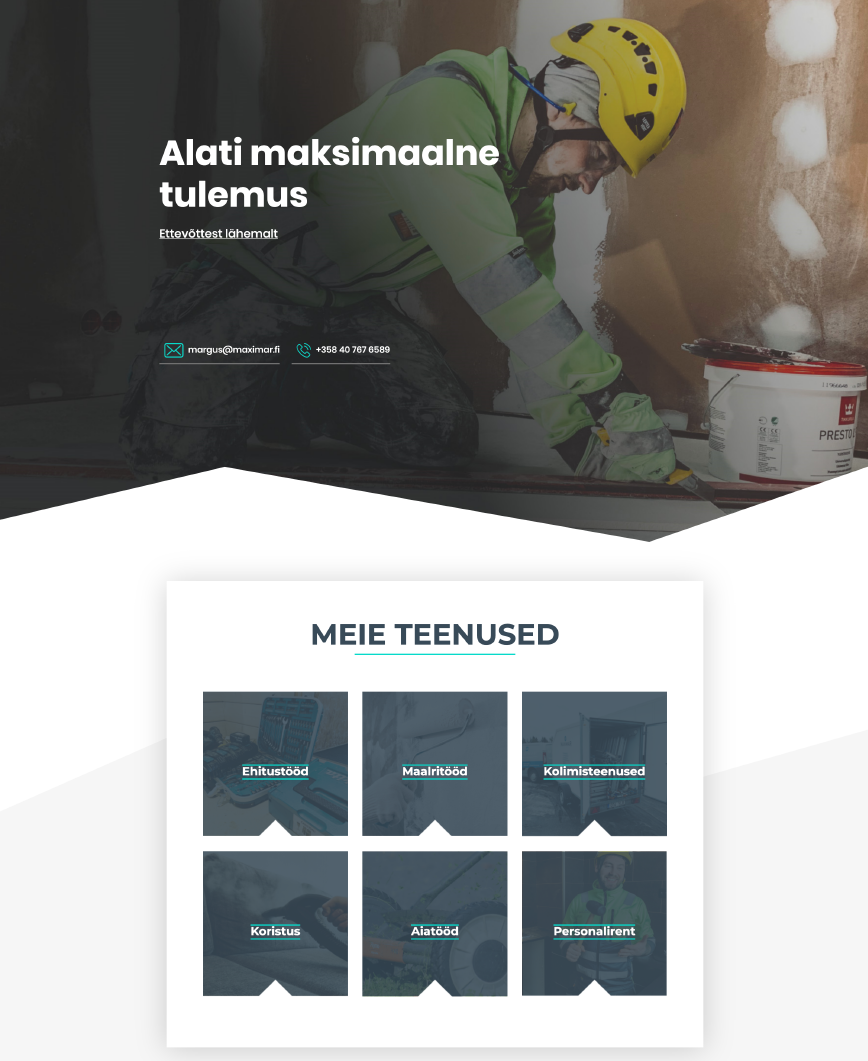 Alati maksimaalne
tulemus
Ettevõttest lähemalt
margus@maximar.fi +358 40 767 6589
PRESTO
MEIE TEENUSED
Ehitustööd Maalritööd Kolimisteenused
Koristus Aiatööd Personalirent